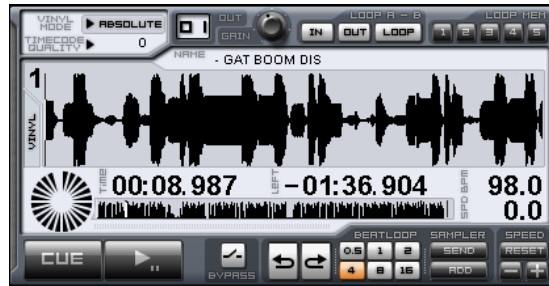 VINYL MODE ▶ ABSOLUTE
TIMECODE QUALITY ▶ 0
01
OUT
GAIN
LOOP A - B
IN OUT LOOP
LOOP MEM
1 2 3 4 5
NAME - GAT BOOM DIS
1
VINYL
TIME 00:08.987
LEFT -01:36.904
BPM 98.0
SPD 0.0
CUE
BYPASS
BEATLOOP
0.5 1 2
4 8 16
SAMPLER
SEND
ADD
SPEED
RESET
- +